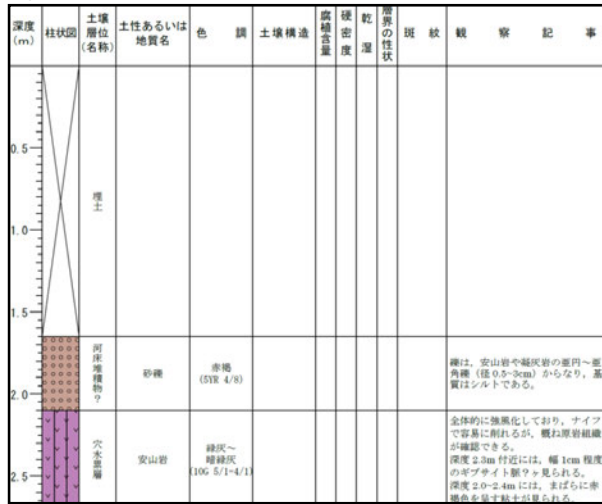 深度
(m)
柱状図
土壌
層位
(名称)
土性あるいは
地質名
色調
土壌構造
腐植含量
硬密度
乾湿
層界の性状
斑紋
観察記事
0.5
1.0
1.5
2.0
2.5
埋土
河床堆積物?
砂礫
赤褐
(5YR 4/8)
礫は，安山岩や凝灰岩の亜円～亜
角礫（径0.5~3cm）からなり，基
質はシルトである。
穴水累層
安山岩
緑灰～
暗緑灰
(10G 5/1-4/1)
全体的に強風化しており，ナイフ
で容易に削れるが，概ね原岩組織
が確認できる。
深度2.3m付近には，幅1cm程度
のギブサイト脈？ヶ見られる。
深度2.0~2.4mには，まばらに赤
褐色を呈す粘土が見られる。